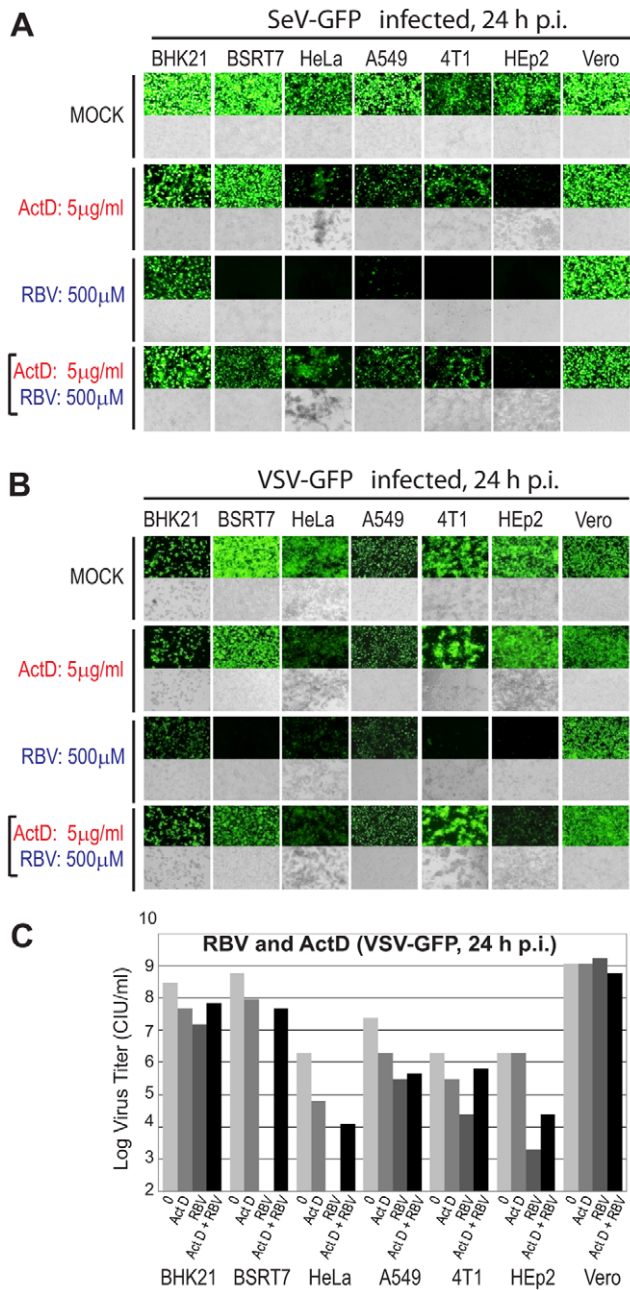 A
SeV-GFP infected, 24 h p.i.
BHK21 BSRT7 HeLa A549 4T1 HEp2 Vero
MOCK
ActD: 5µg/ml
RBV: 500µM
ActD: 5µg/ml
RBV: 500µM
B
VSV-GFP infected, 24 h p.i.
BHK21 BSRT7 HeLa A549 4T1 HEp2 Vero
MOCK
ActD: 5µg/ml
RBV: 500µM
ActD: 5µg/ml
RBV: 500µM
C
10
RBV and ActD (VSV-GFP, 24 h p.i.)
Log Virus Titer (CIU/ml)
9
8
7
6
5
4
3
2
0 Act D RBV Act D + RBV 0 Act D RBV Act D + RBV 0 Act D RBV Act D + RBV 0 Act D RBV Act D + RBV 0 Act D RBV Act D + RBV 0 Act D RBV Act D + RBV 0 Act D RBV Act D + RBV
BHK21 BSRT7 HeLa A549 4T1 HEp2 Vero